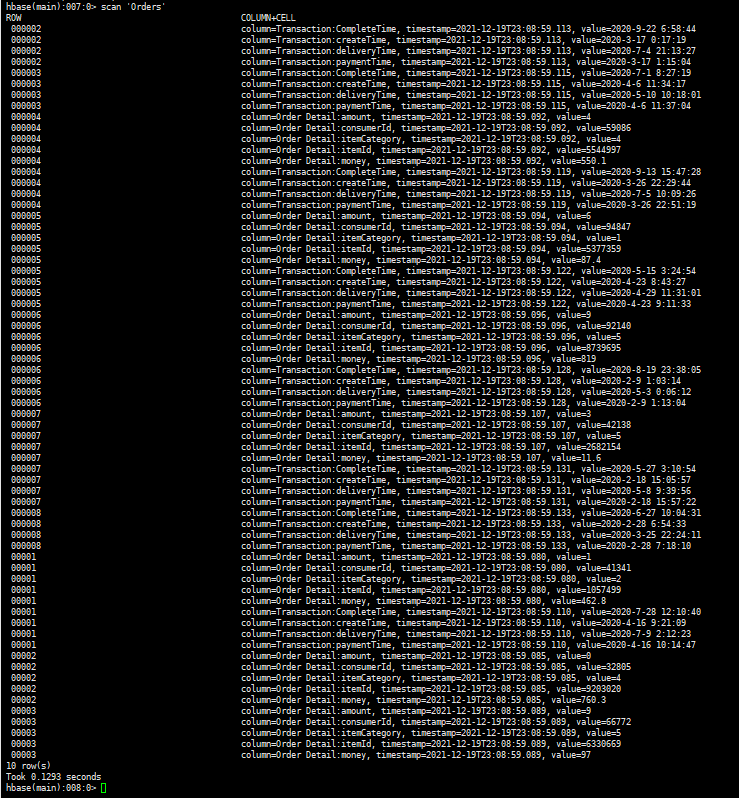 hbase(main):007:0> scan 'Orders'
ROW COLUMN+CELL
000002 column=Transaction:CompleteTime, timestamp=2021-12-19T23:08:59.113, value=2020-9-22 6:58:44
000002 column=Transaction:createTime, timestamp=2021-12-19T23:08:59.113, value=2020-3-17 0:17:19
000002 column=Transaction:deliveryTime, timestamp=2021-12-19T23:08:59.113, value=2020-7-4 21:13:27
000002 column=Transaction:paymentTime, timestamp=2021-12-19T23:08:59.113, value=2020-3-17 1:15:04
000003 column=Transaction:CompleteTime, timestamp=2021-12-19T23:08:59.115, value=2020-7-1 8:27:19
000003 column=Transaction:createTime, timestamp=2021-12-19T23:08:59.115, value=2020-4-6 11:34:17
000003 column=Transaction:deliveryTime, timestamp=2021-12-19T23:08:59.115, value=2020-5-10 10:18:01
000003 column=Transaction:paymentTime, timestamp=2021-12-19T23:08:59.115, value=2020-4-6 11:37:04
000004 column=Order Detail:amount, timestamp=2021-12-19T23:08:59.092, value=4
000004 column=Order Detail:consumerId, timestamp=2021-12-19T23:08:59.092, value=59086
000004 column=Order Detail:itemCategory, timestamp=2021-12-19T23:08:59.092, value=4
000004 column=Order Detail:itemId, timestamp=2021-12-19T23:08:59.092, value=5544997
000004 column=Order Detail:money, timestamp=2021-12-19T23:08:59.092, value=550.1
000004 column=Transaction:CompleteTime, timestamp=2021-12-19T23:08:59.119, value=2020-9-13 15:47:28
000004 column=Transaction:createTime, timestamp=2021-12-19T23:08:59.119, value=2020-3-26 22:29:44
000004 column=Transaction:deliveryTime, timestamp=2021-12-19T23:08:59.119, value=2020-7-5 10:09:26
000004 column=Transaction:paymentTime, timestamp=2021-12-19T23:08:59.119, value=2020-3-26 22:51:19
000005 column=Order Detail:amount, timestamp=2021-12-19T23:08:59.094, value=6
000005 column=Order Detail:consumerId, timestamp=2021-12-19T23:08:59.094, value=94847
000005 column=Order Detail:itemCategory, timestamp=2021-12-19T23:08:59.094, value=1
000005 column=Order Detail:itemId, timestamp=2021-12-19T23:08:59.094, value=5377359
000005 column=Order Detail:money, timestamp=2021-12-19T23:08:59.094, value=87.4
000005 column=Transaction:CompleteTime, timestamp=2021-12-19T23:08:59.122, value=2020-5-15 3:24:54
000005 column=Transaction:createTime, timestamp=2021-12-19T23:08:59.122, value=2020-4-23 8:43:27
000005 column=Transaction:deliveryTime, timestamp=2021-12-19T23:08:59.122, value=2020-4-29 11:31:01
000005 column=Transaction:paymentTime, timestamp=2021-12-19T23:08:59.122, value=2020-4-23 9:11:33
000006 column=Order Detail:amount, timestamp=2021-12-19T23:08:59.096, value=9
000006 column=Order Detail:consumerId, timestamp=2021-12-19T23:08:59.096, value=92140
000006 column=Order Detail:itemCategory, timestamp=2021-12-19T23:08:59.096, value=5
000006 column=Order Detail:itemId, timestamp=2021-12-19T23:08:59.096, value=8739695
000006 column=Order Detail:money, timestamp=2021-12-19T23:08:59.096, value=819
000006 column=Transaction:CompleteTime, timestamp=2021-12-19T23:08:59.128, value=2020-8-19 23:38:05
000006 column=Transaction:createTime, timestamp=2021-12-19T23:08:59.128, value=2020-2-9 1:03:14
000006 column=Transaction:deliveryTime, timestamp=2021-12-19T23:08:59.128, value=2020-5-3 0:06:12
000006 column=Transaction:paymentTime, timestamp=2021-12-19T23:08:59.128, value=2020-2-9 1:13:04
000007 column=Order Detail:amount, timestamp=2021-12-19T23:08:59.107, value=3
000007 column=Order Detail:consumerId, timestamp=2021-12-19T23:08:59.107, value=42138
000007 column=Order Detail:itemCategory, timestamp=2021-12-19T23:08:59.107, value=5
000007 column=Order Detail:itemId, timestamp=2021-12-19T23:08:59.107, value=2682154
000007 column=Order Detail:money, timestamp=2021-12-19T23:08:59.107, value=11.6
000007 column=Transaction:CompleteTime, timestamp=2021-12-19T23:08:59.131, value=2020-5-27 3:10:54
000007 column=Transaction:createTime, timestamp=2021-12-19T23:08:59.131, value=2020-2-18 15:05:57
000007 column=Transaction:deliveryTime, timestamp=2021-12-19T23:08:59.131, value=2020-5-8 9:39:56
000007 column=Transaction:paymentTime, timestamp=2021-12-19T23:08:59.131, value=2020-2-18 15:57:22
000008 column=Transaction:CompleteTime, timestamp=2021-12-19T23:08:59.133, value=2020-6-27 10:04:31
000008 column=Transaction:createTime, timestamp=2021-12-19T23:08:59.133, value=2020-2-28 6:54:33
000008 column=Transaction:deliveryTime, timestamp=2021-12-19T23:08:59.133, value=2020-3-25 22:24:11
000008 column=Transaction:paymentTime, timestamp=2021-12-19T23:08:59.133, value=2020-2-28 7:18:10
00001 column=Order Detail:amount, timestamp=2021-12-19T23:08:59.080, value=1
00001 column=Order Detail:consumerId, timestamp=2021-12-19T23:08:59.080, value=41341
00001 column=Order Detail:itemCategory, timestamp=2021-12-19T23:08:59.080, value=2
00001 column=Order Detail:itemId, timestamp=2021-12-19T23:08:59.080, value=1057499
00001 column=Order Detail:money, timestamp=2021-12-19T23:08:59.080, value=462.8
00001 column=Transaction:CompleteTime, timestamp=2021-12-19T23:08:59.110, value=2020-7-28 12:10:40
00001 column=Transaction:createTime, timestamp=2021-12-19T23:08:59.110, value=2020-4-16 9:21:09
00001 column=Transaction:deliveryTime, timestamp=2021-12-19T23:08:59.110, value=2020-7-9 2:12:23
00001 column=Transaction:paymentTime, timestamp=2021-12-19T23:08:59.110, value=2020-4-16 10:14:47
00002 column=Order Detail:amount, timestamp=2021-12-19T23:08:59.085, value=0
00002 column=Order Detail:consumerId, timestamp=2021-12-19T23:08:59.085, value=32805
00002 column=Order Detail:itemCategory, timestamp=2021-12-19T23:08:59.085, value=4
00002 column=Order Detail:itemId, timestamp=2021-12-19T23:08:59.085, value=9203020
00002 column=Order Detail:money, timestamp=2021-12-19T23:08:59.085, value=760.3
00003 column=Order Detail:amount, timestamp=2021-12-19T23:08:59.089, value=9
00003 column=Order Detail:consumerId, timestamp=2021-12-19T23:08:59.089, value=66772
00003 column=Order Detail:itemCategory, timestamp=2021-12-19T23:08:59.089, value=5
00003 column=Order Detail:itemId, timestamp=2021-12-19T23:08:59.089, value=6330669
00003 column=Order Detail:money, timestamp=2021-12-19T23:08:59.089, value=97
10 row(s)
Took 0.1293 seconds
hbase(main):008:0>